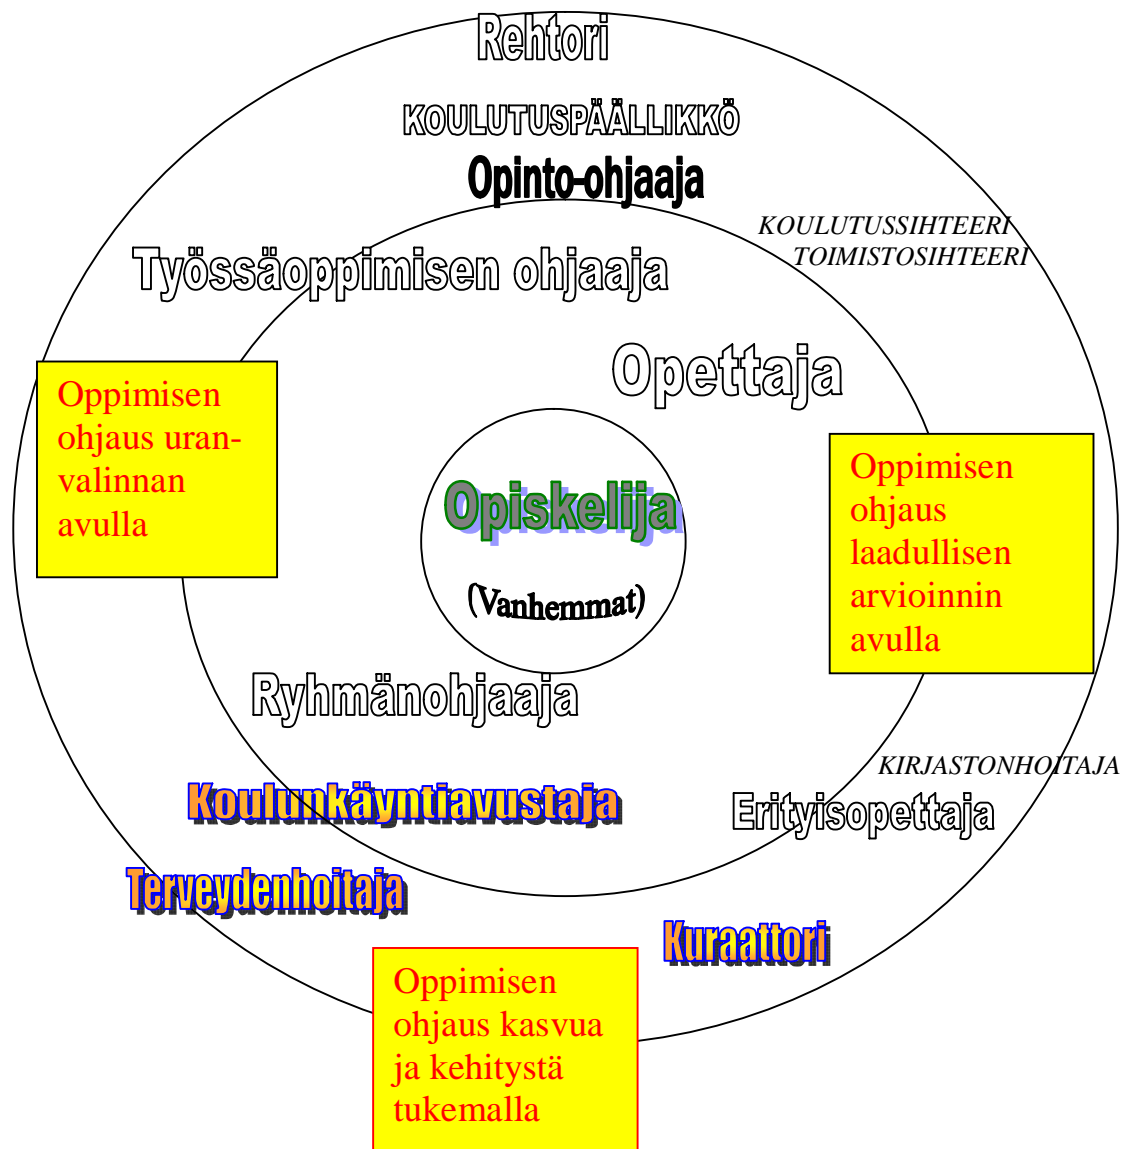 Rehtori
KOULUTUSPÄÄLLIKKÖ
Opinto-ohjaaja
KOULUTUSSIHTEERI
TOIMISTOSIHTEERI
Työssäoppimisen ohjaaja
Opettaja
Oppimisen
ohjaus uran-
valinnan
avulla
Oppimisen
ohjaus
laadullisen
arvioinnin
avulla
Opiskelija
(Vanhemmat)
Ryhmänohjaaja
KIRJASTONHOITAJA
Koulunkäyntiavustaja
Erityisopettaja
Terveydenhoitaja
Kuraattori
Oppimisen
ohjaus kasvua
ja kehitystä
tukemalla